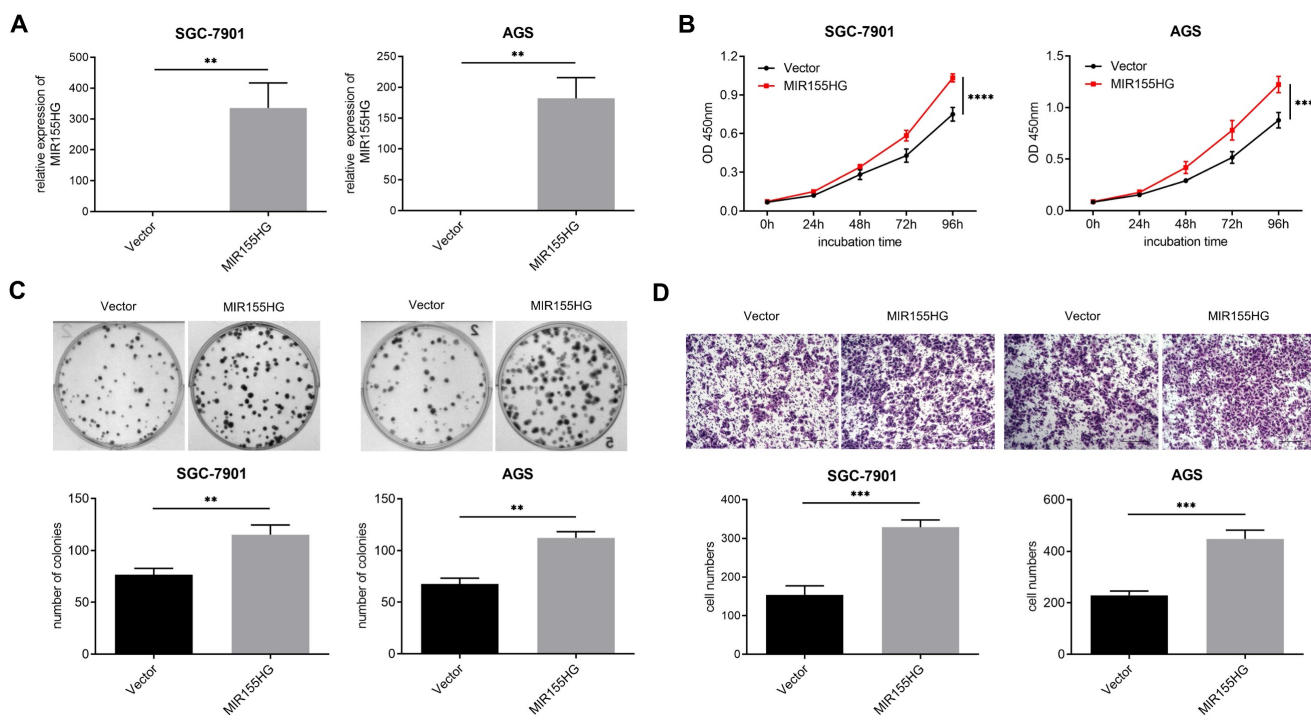 A
SGC-7901
relative expression of
MIR155HG
500
400
300
200
100
0
**
Vector
MIR155HG
AGS
relative expression of
MIR155HG
250
200
150
100
50
0
**
Vector
MIR155HG
B
SGC-7901
OD 450nm
1.2
0.9
0.6
0.3
0.0
Vector
MIR155HG
****
0h 24h 48h 72h 96h
incubation time
AGS
OD 450nm
1.5
1.0
0.5
0.0
Vector
MIR155HG
***
0h 24h 48h 72h 96h
incubation time
C
Vector
MIR155HG
Vector
MIR155HG
2
2
5
SGC-7901
number of colonies
150
100
50
0
**
Vector
MIR155HG
AGS
number of colonies
150
100
50
0
**
Vector
MIR155HG
D
Vector
MIR155HG
Vector
MIR155HG
SGC-7901
cell numbers
400
300
200
150
100
0
***
Vector
MIR155HG
AGS
cell numbers
600
400
200
0
***
Vector
MIR155HG